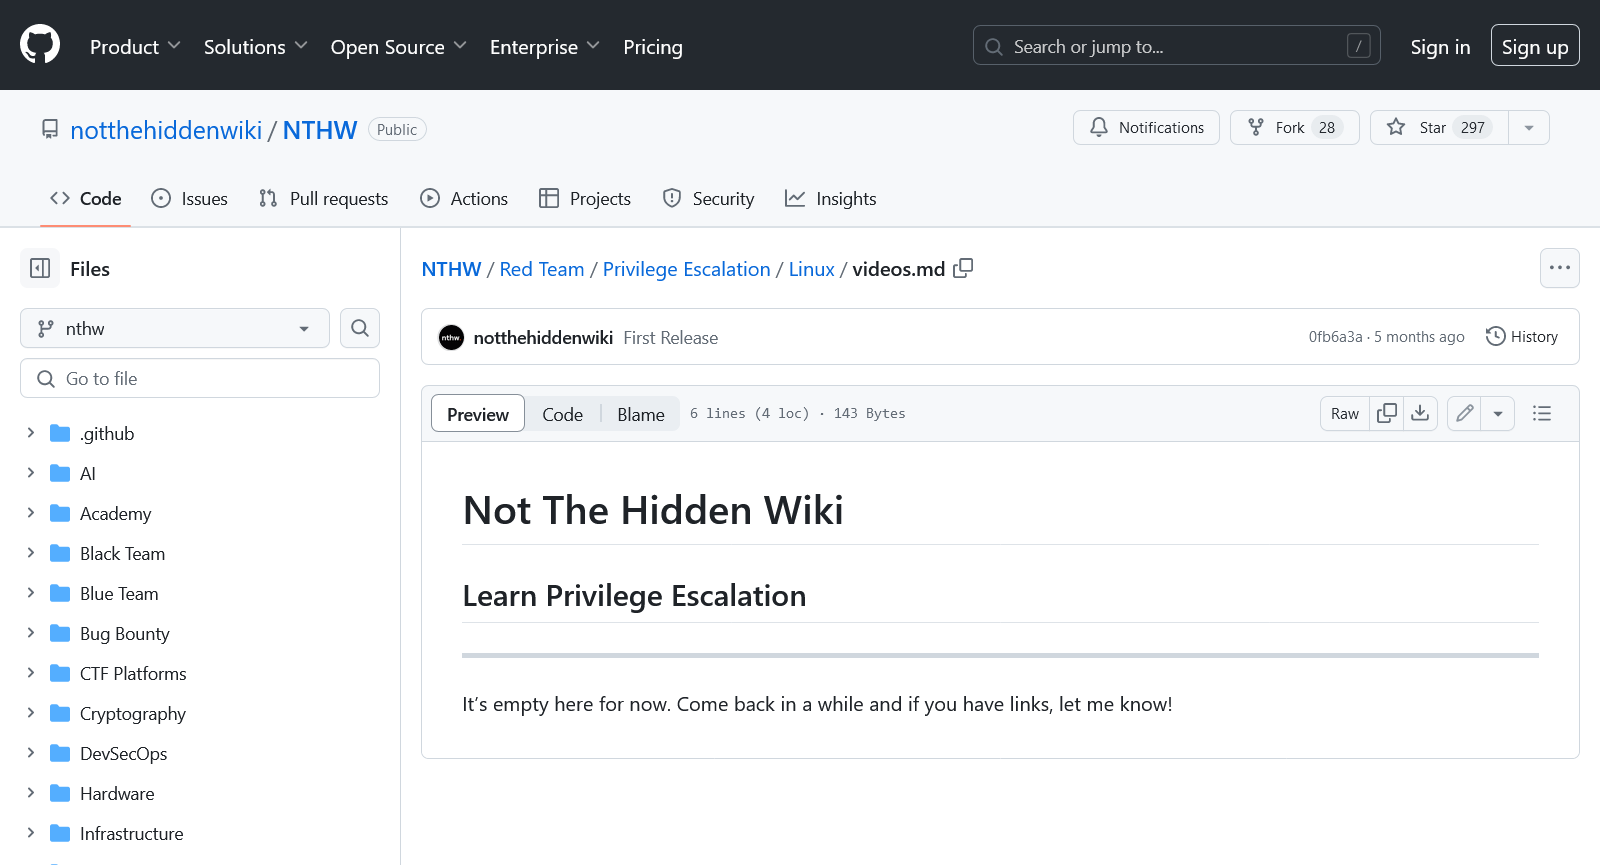 Product Solutions Open Source Enterprise Pricing Search or jump to... / Sign in Sign up
notthehiddenwiki / NTHW Public Notifications Fork 28 Star 297
Code Issues Pull requests Actions Projects Security Insights
Files
NTHW / Red Team / Privilege Escalation / Linux / videos.md
nthw
Go to file
.github
AI
Academy
Black Team
Blue Team
Bug Bounty
CTF Platforms
Cryptography
DevSecOps
Hardware
Infrastructure
nthw notthehiddenwiki First Release 0fb6a3a · 5 months ago History
Preview Code Blame 6 lines (4 loc) · 143 Bytes Raw
Not The Hidden Wiki
Learn Privilege Escalation
It’s empty here for now. Come back in a while and if you have links, let me know!